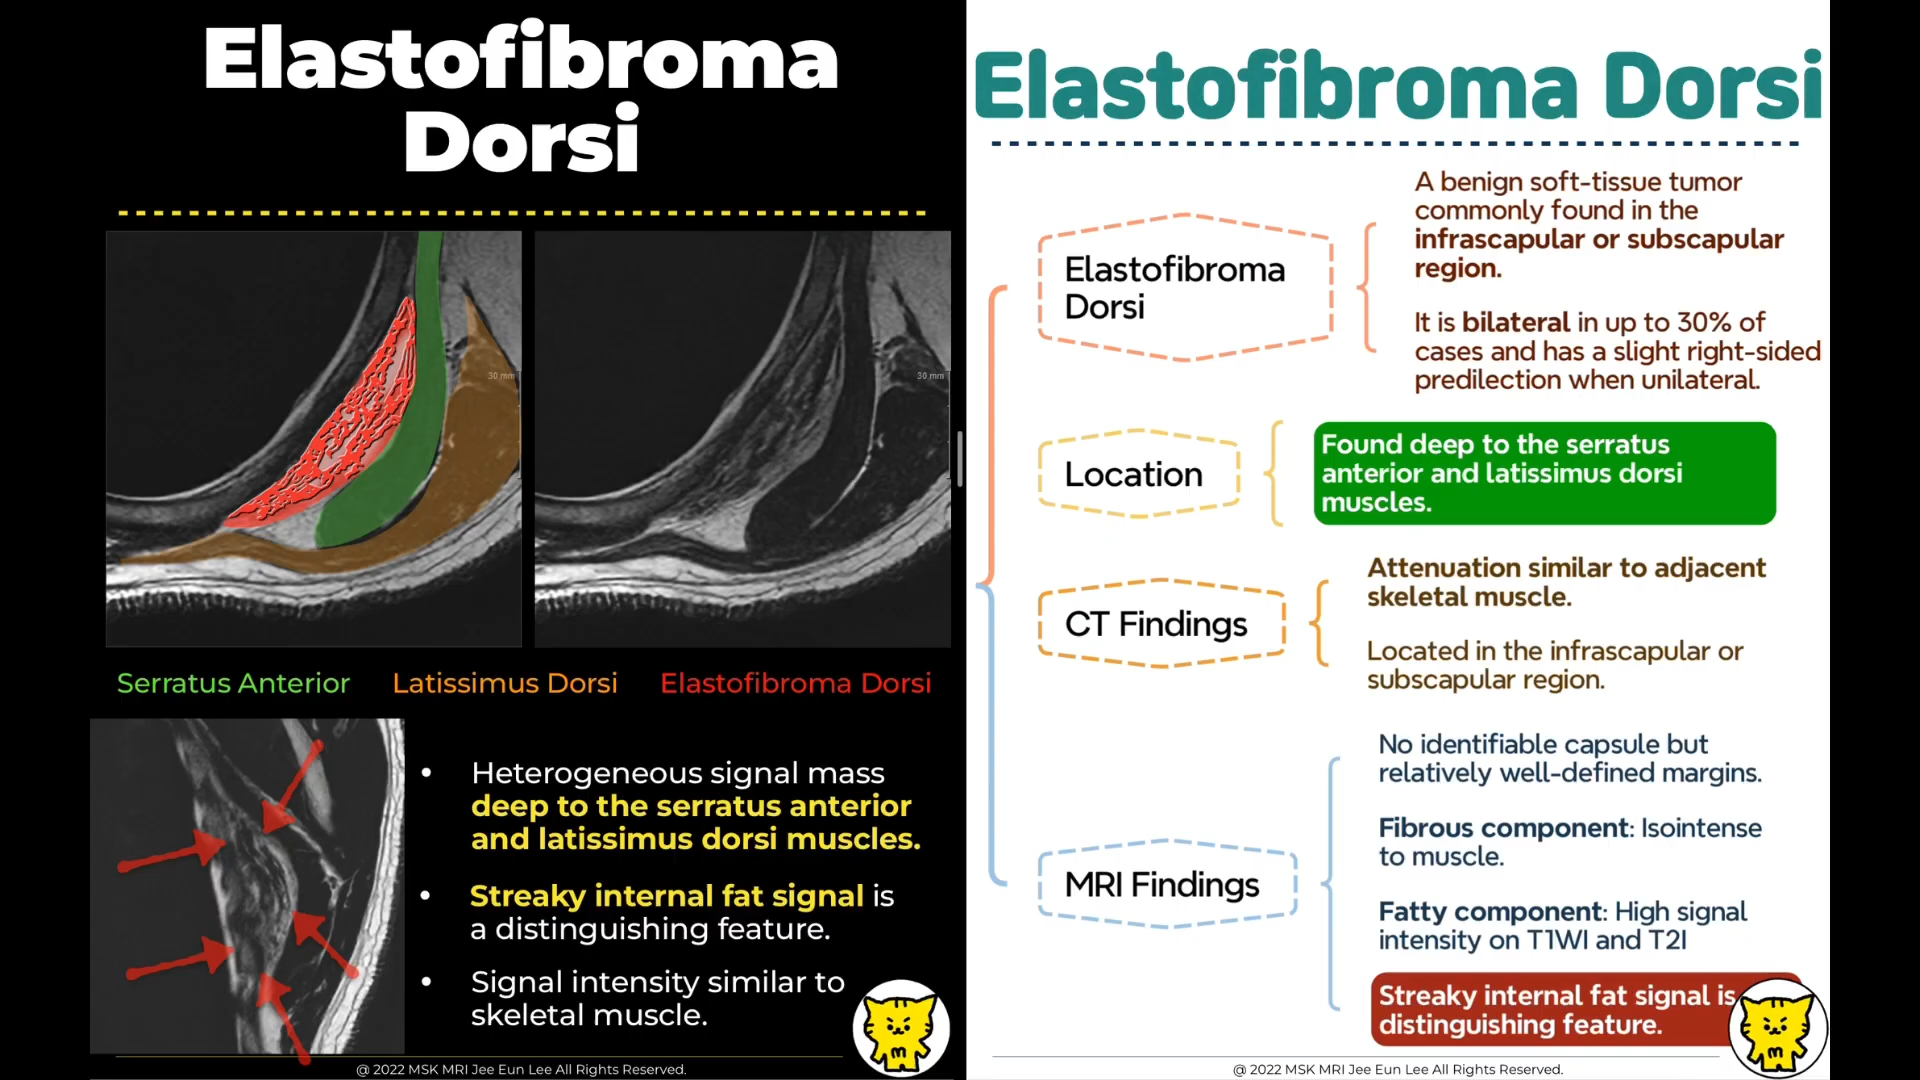 Elastofibroma
Dorsi
30 mm
30 mm
Serratus Anterior
Latissimus Dorsi
Elastofibroma Dorsi
• Heterogeneous signal mass
deep to the serratus anterior
and latissimus dorsi muscles.
• Streaky internal fat signal is
a distinguishing feature.
• Signal intensity similar to
skeletal muscle.
m
@ 2022 MSK MRI Jee Eun Lee All Rights Reserved.
Elastofibroma Dorsi
Elastofibroma
Dorsi
A benign soft-tissue tumor
commonly found in the
infrascapular or subscapular
region.
It is bilateral in up to 30% of
cases and has a slight right-sided
predilection when unilateral.
Location
Found deep to the serratus
anterior and latissimus dorsi
muscles.
CT Findings
Attenuation similar to adjacent
skeletal muscle.
Located in the infrascapular or
subscapular region.
MRI Findings
No identifiable capsule but
relatively well-defined margins.
Fibrous component: Isointense
to muscle.
Fatty component: High signal
intensity on T1WI and T2I
Streaky internal fat signal is
distinguishing feature.
m
@ 2022 MSK MRI Jee Eun Lee All Rights Reserved.